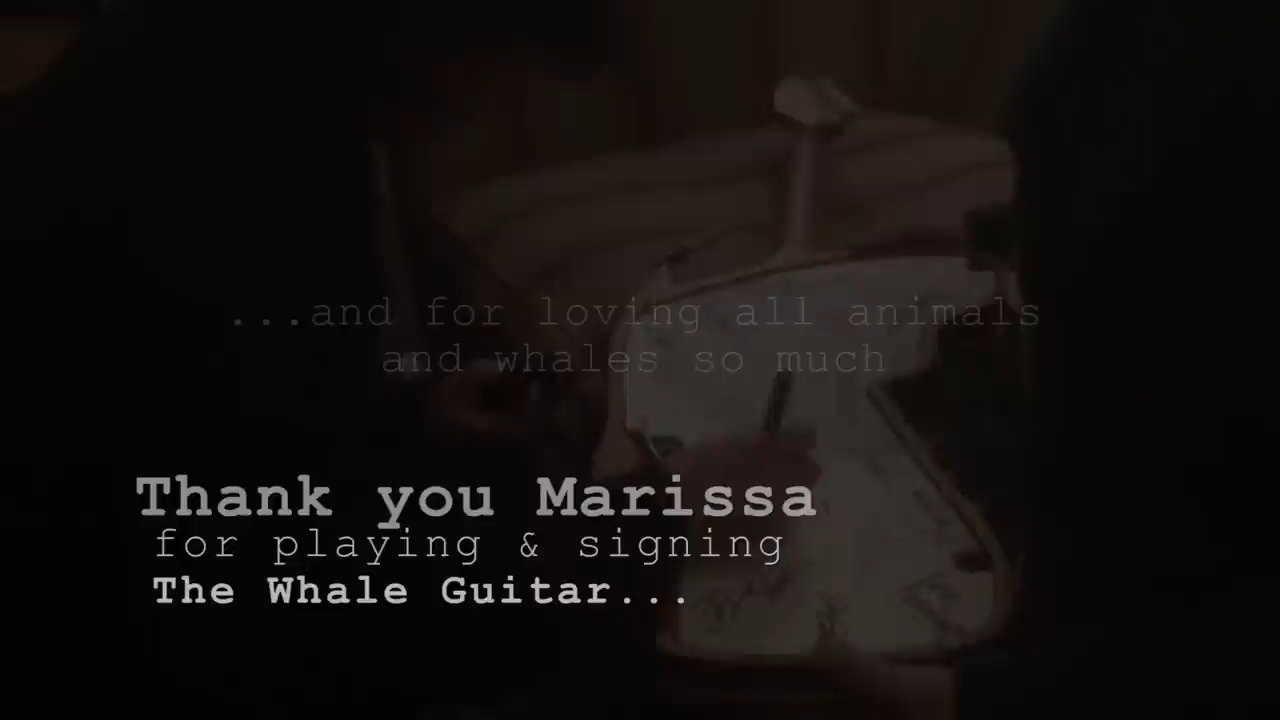 ...and for loving all animals
and whales so much
Thank you Marissa
for playing & signing
The Whale Guitar...